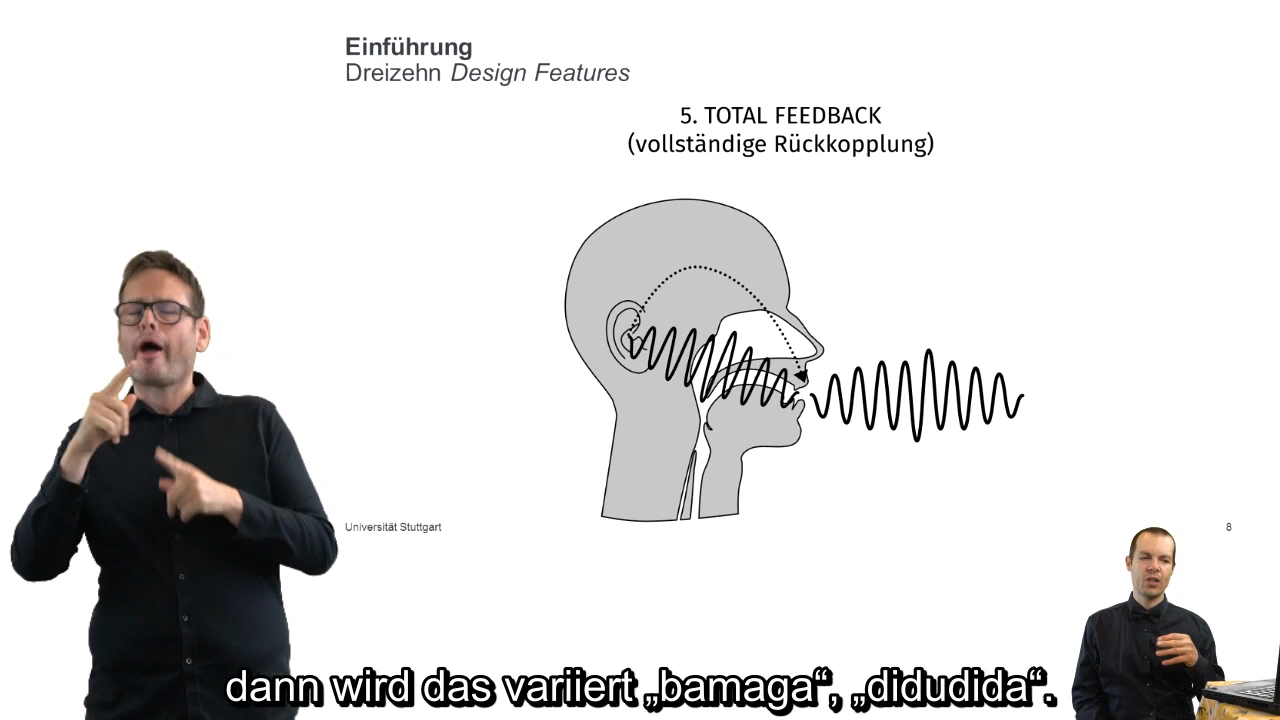 Einführung
Dreizehn Design Features
5. TOTAL FEEDBACK
(vollständige Rückkopplung)
Universität Stuttgart
8
dann wird das variiert „bamaga“, „didudida“.